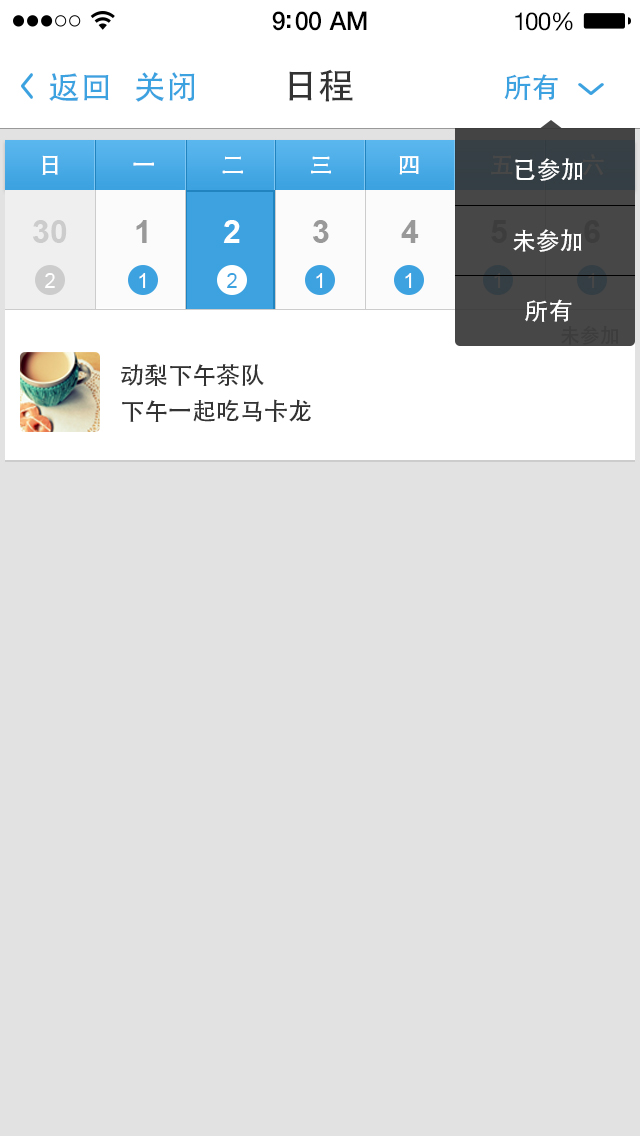 9:00 AM 100%
返回 关闭 日程 所有
日 一 二 三 四 五 六
30 1 2 3 4 5 6
2 1 2 1 1 1 1
已参加
未参加
所有
未参加
动梨下午茶队
下午一起吃马卡龙